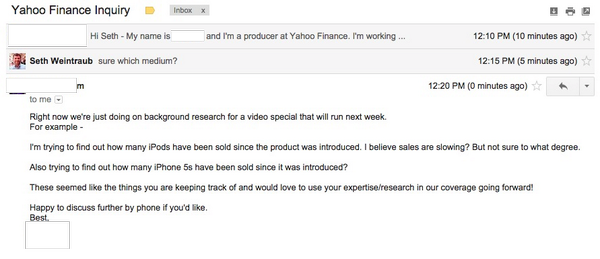 Yahoo Finance Inquiry Inbox x
Hi Seth - My name is and I'm a producer at Yahoo Finance. I'm working ... 12:10 PM (10 minutes ago)
Seth Weintraub sure which medium? 12:15 PM (5 minutes ago)
m 12:20 PM (0 minutes ago)
to me
Right now we're just doing on background research for a video special that will run next week.
For example -
I'm trying to find out how many iPods have been sold since the product was introduced. I believe sales are slowing? But not sure to what degree.
Also trying to find out how many iPhone 5s have been sold since it was introduced?
These seemed like the things you are keeping track of and would love to use your expertise/research in our coverage going forward!
Happy to discuss further by phone if you'd like.
Best,